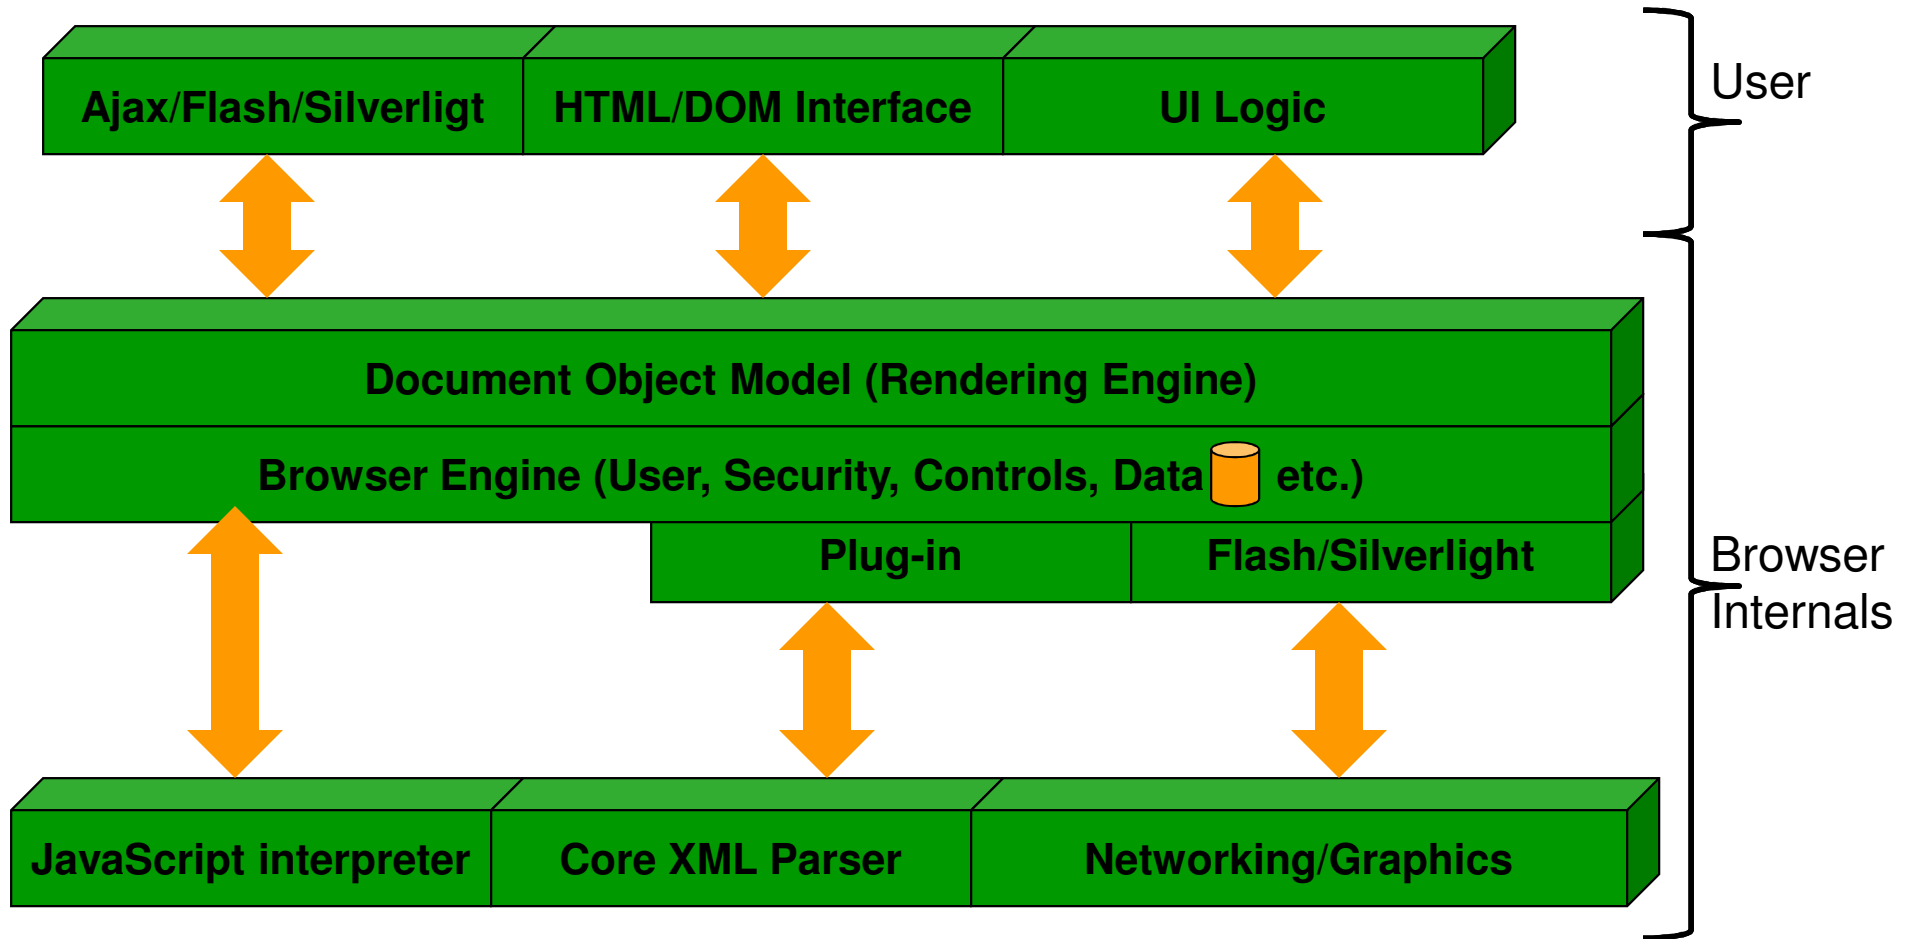 Ajax/Flash/Silverligt
HTML/DOM Interface
UI Logic
User
Document Object Model (Rendering Engine)
Browser Engine (User, Security, Controls, Data etc.)
Plug-in
Flash/Silverlight
Browser
Internals
JavaScript interpreter
Core XML Parser
Networking/Graphics